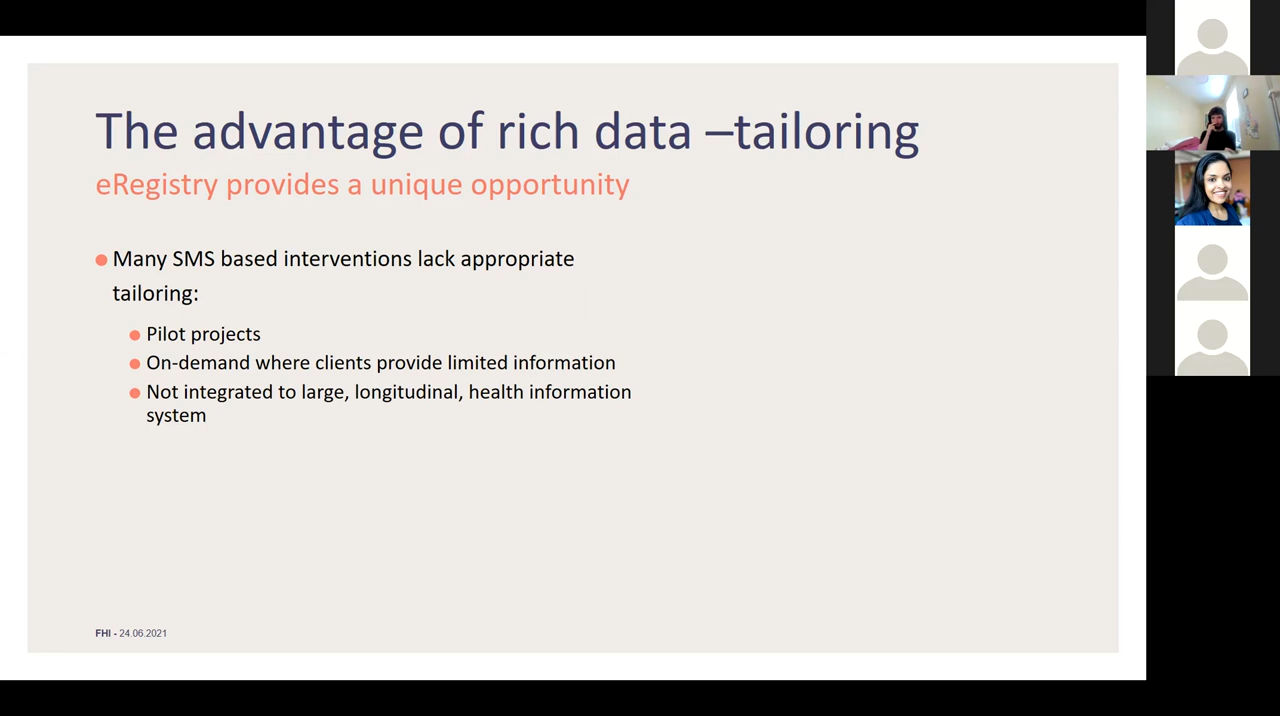 The advantage of rich data –tailoring
eRegistry provides a unique opportunity
Many SMS based interventions lack appropriate
tailoring:
Pilot projects
On-demand where clients provide limited information
Not integrated to large, longitudinal, health information
system
FHI - 24.06.2021